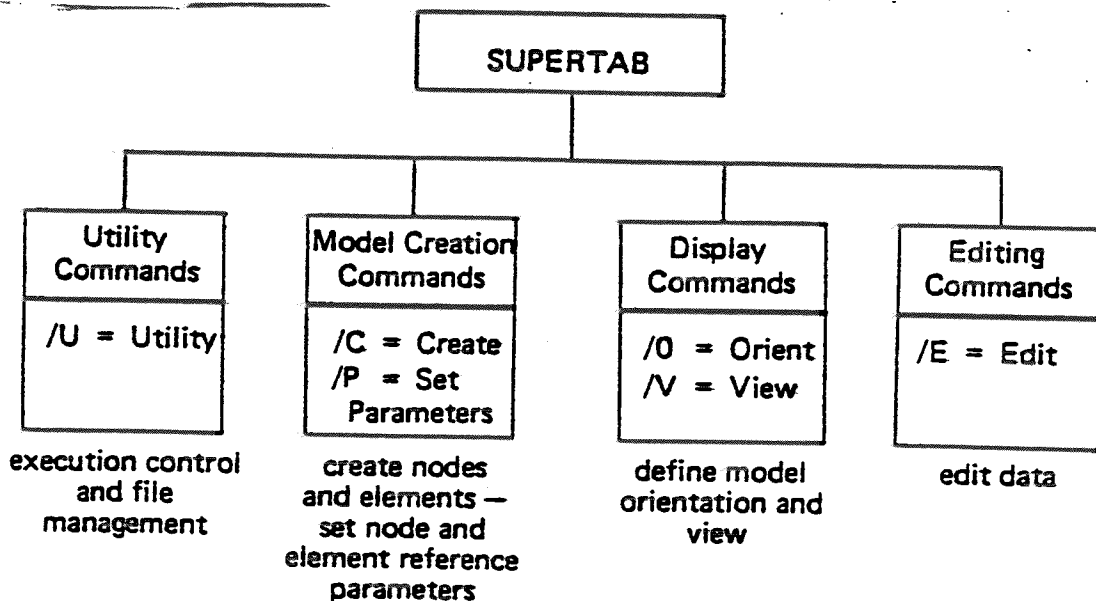 SUPERTAB
Utility
Commands
/U = Utility
execution control
and file
management
Model Creation
Commands
/C = Create
/P = Set
Parameters
create nodes
and elements —
set node and
element reference
parameters
Display
Commands
/O = Orient
/V = View
define model
orientation and
view
Editing
Commands
/E = Edit
edit data